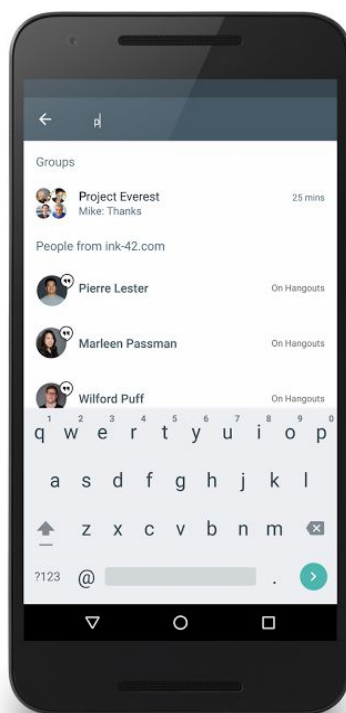 p
Groups
Project Everest
25 mins
Mike: Thanks
People from ink-42.com
Pierre Lester
On Hangouts
Marleen Passman
On Hangouts
Wilford Puff
On Hangouts
1 2 3 4 5 6 7 8 9 0
q w e r t y u i o p
a s d f g h j k l
z x c v b n m
?123 @ .